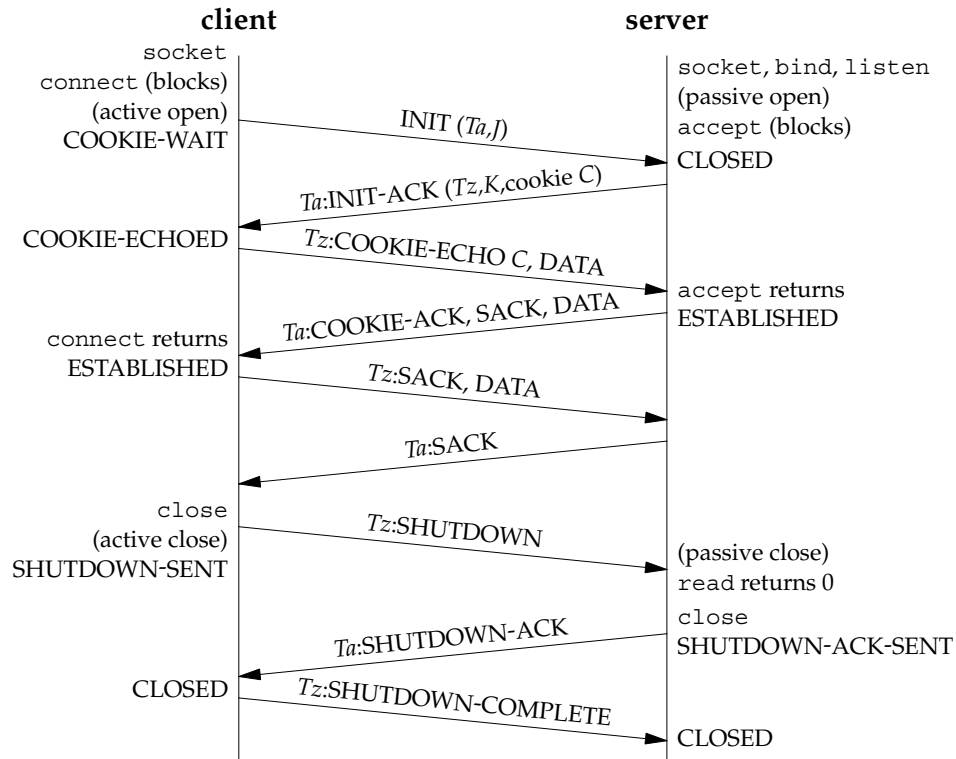 client
server
socket
connect (blocks)
(active open)
COOKIE-WAIT
socket, bind, listen
(passive open)
accept (blocks)
CLOSED
INIT (Ta,J)
Ta:INIT-ACK (Tz,K,cookie C)
COOKIE-ECHOED
Tz:COOKIE-ECHO C, DATA
accept returns
ESTABLISHED
Ta:COOKIE-ACK, SACK, DATA
connect returns
ESTABLISHED
Tz:SACK, DATA
Ta:SACK
close
(active close)
SHUTDOWN-SENT
Tz:SHUTDOWN
(passive close)
read returns 0
close
SHUTDOWN-ACK-SENT
Ta:SHUTDOWN-ACK
CLOSED
Tz:SHUTDOWN-COMPLETE
CLOSED